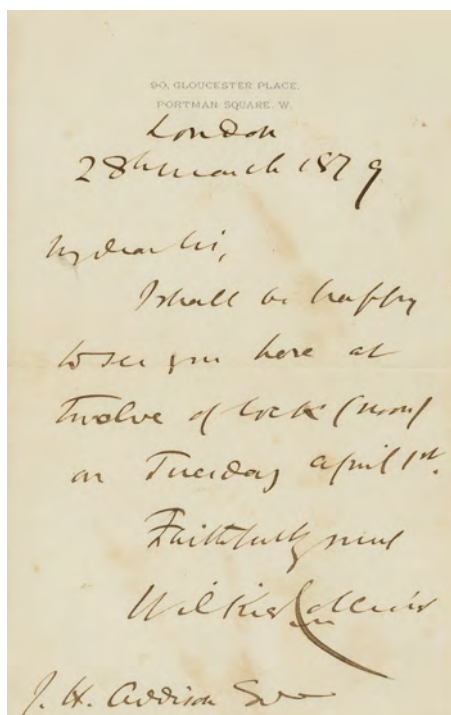 90, GLOUCESTER PLACE,
PORTMAN SQUARE. W.
London
28th March 1879
My dear Sir,
I shall be happy
to see you here at
twelve o'clock (noon)
on Tuesday April 1st.
Faithfully yours
Wilkie Collins
J. H. Addison Esqre